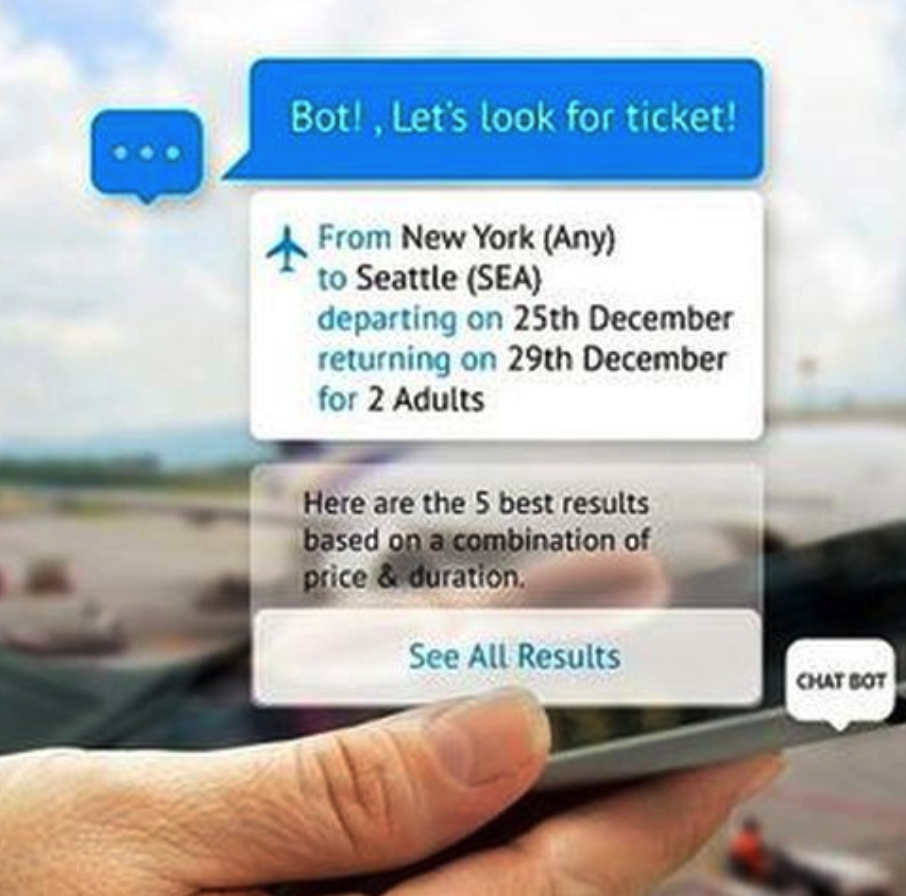 Bot! , Let's look for ticket!
From New York (Any)
to Seattle (SEA)
departing on 25th December
returning on 29th December
for 2 Adults
Here are the 5 best results
based on a combination of
price & duration.
See All Results
CHAT BOT